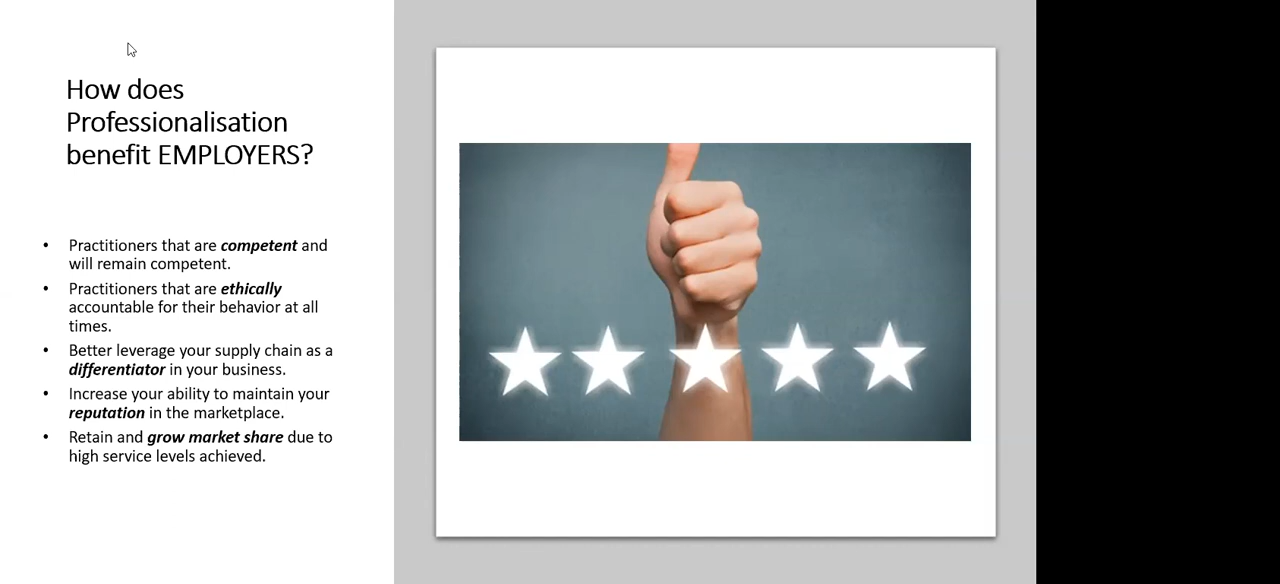 How does
Professionalisation
benefit EMPLOYERS?
• Practitioners that are competent and
will remain competent.
• Practitioners that are ethically
accountable for their behavior at all
times.
• Better leverage your supply chain as a
differentiator in your business.
• Increase your ability to maintain your
reputation in the marketplace.
• Retain and grow market share due to
high service levels achieved.